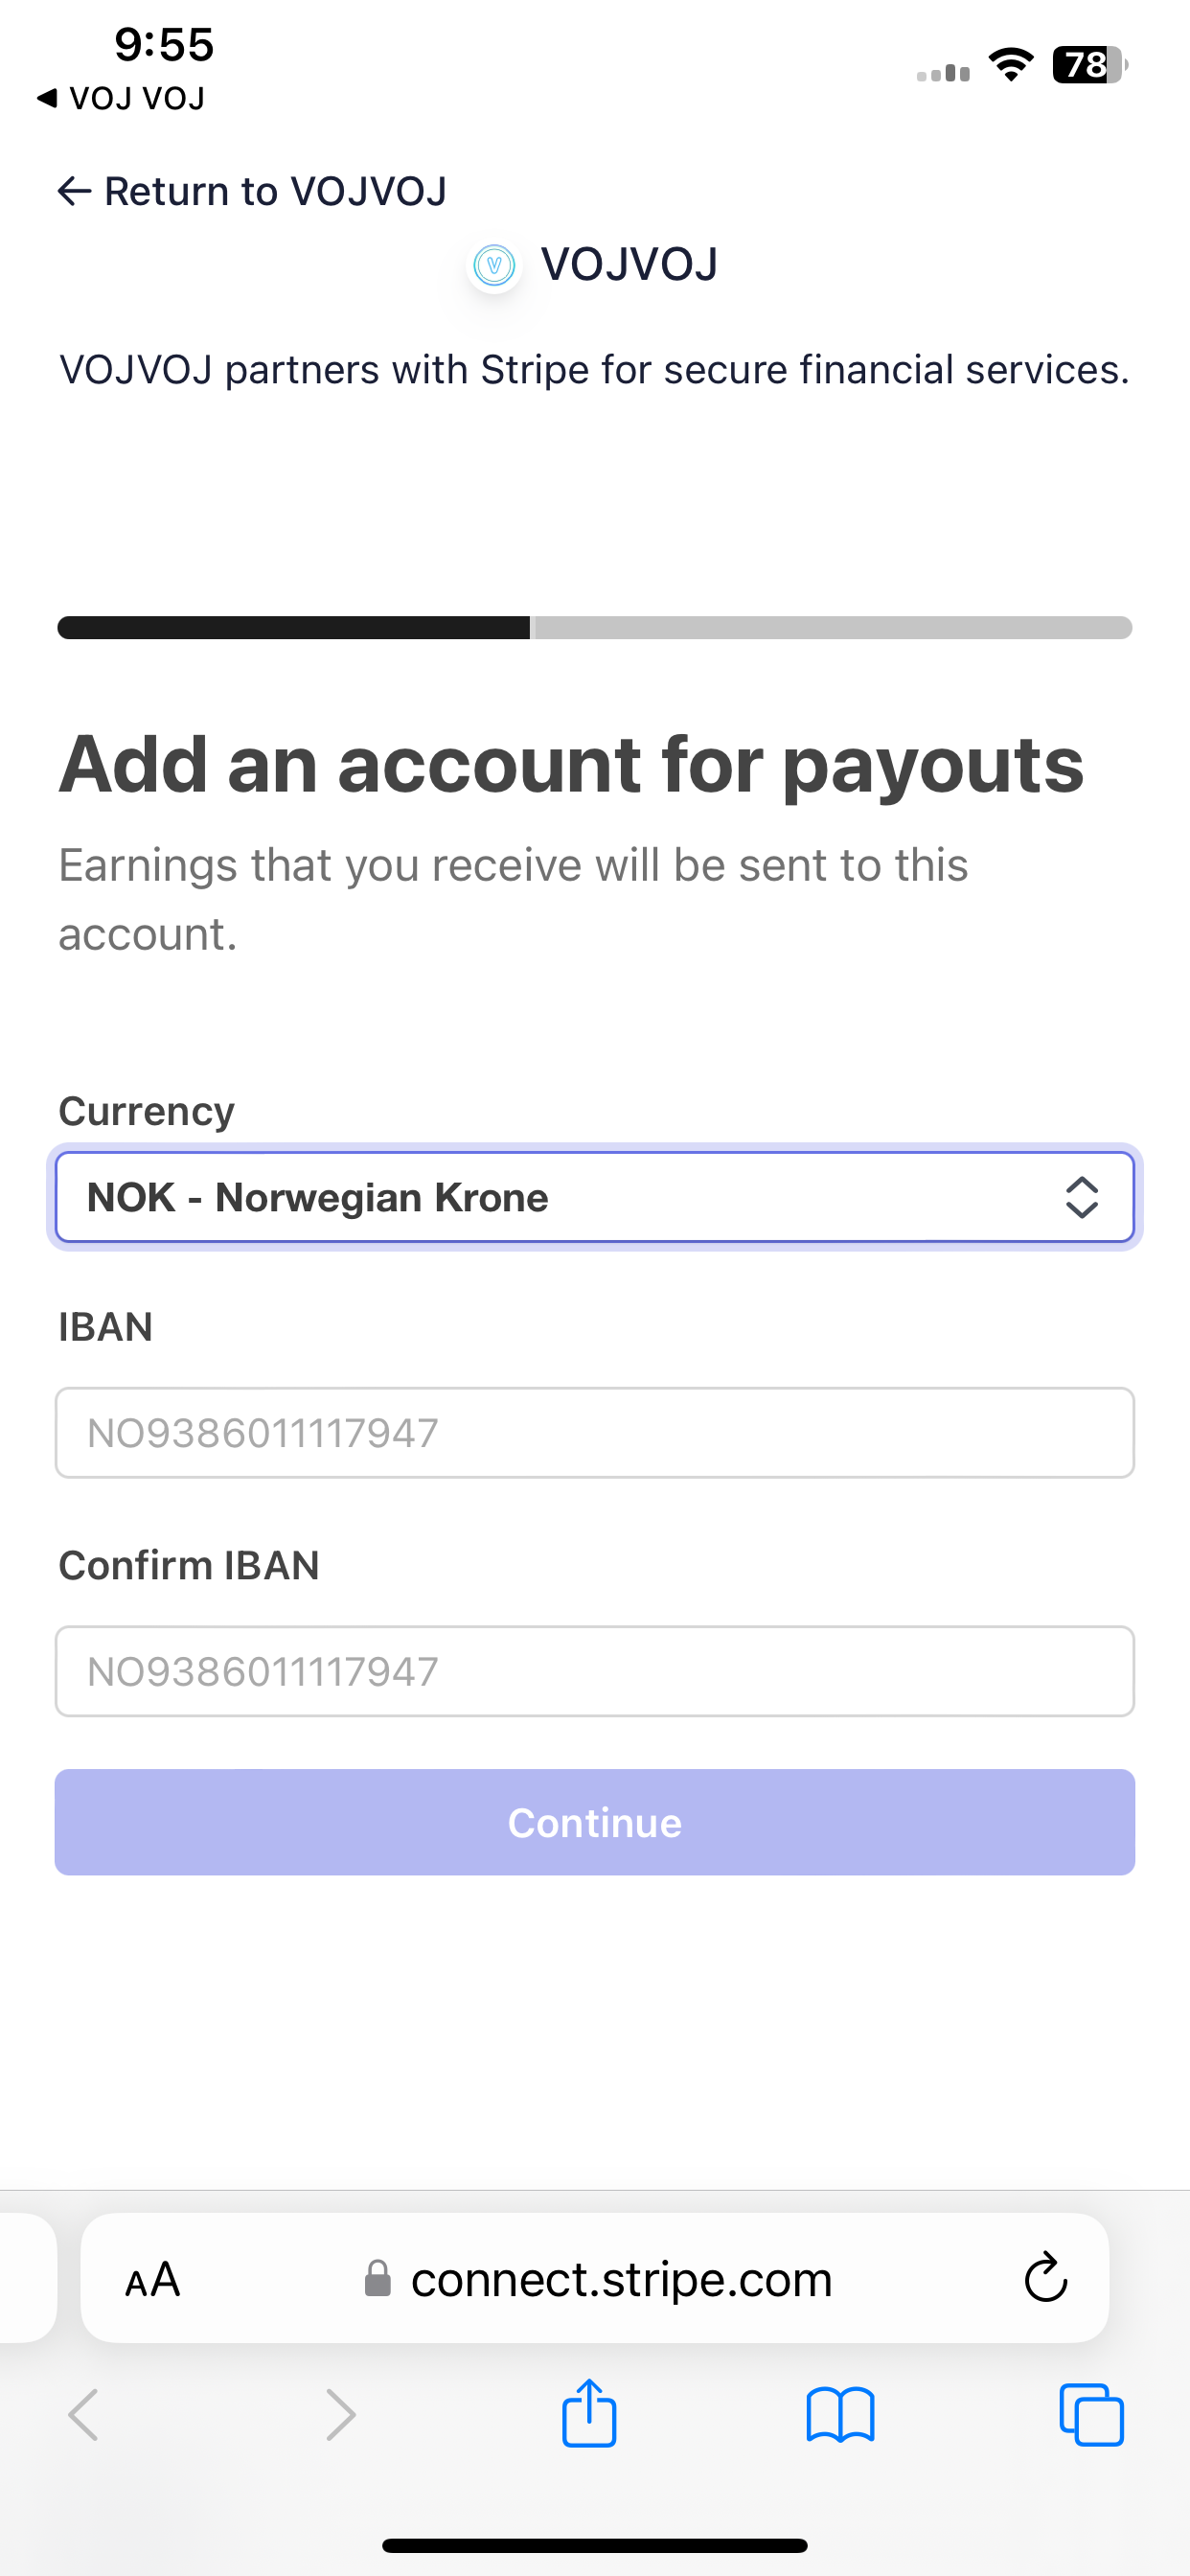 9:55
78
◀ VOJ VOJ
← Return to VOJVOJ
V VOJVOJ
VOJVOJ partners with Stripe for secure financial services.
Add an account for payouts
Earnings that you receive will be sent to this
account.
Currency
NOK - Norwegian Krone
IBAN
NO9386011117947
Confirm IBAN
NO9386011117947
Continue
AA connect.stripe.com